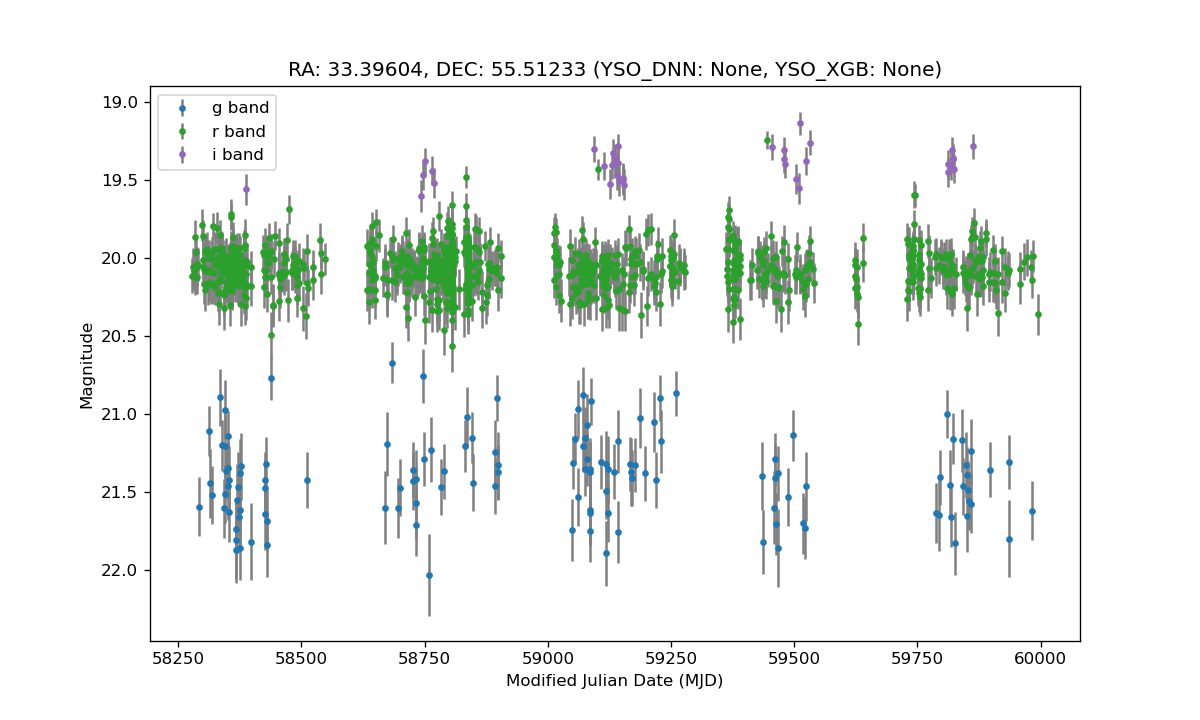 RA: 33.39604, DEC: 55.51233 (YSO_DNN: None, YSO_XGB: None)
g band
r band
i band
19.0
19.5
20.0
20.5
21.0
21.5
22.0
Magnitude
58250 58500 58750 59000 59250 59500 59750 60000
Modified Julian Date (MJD)